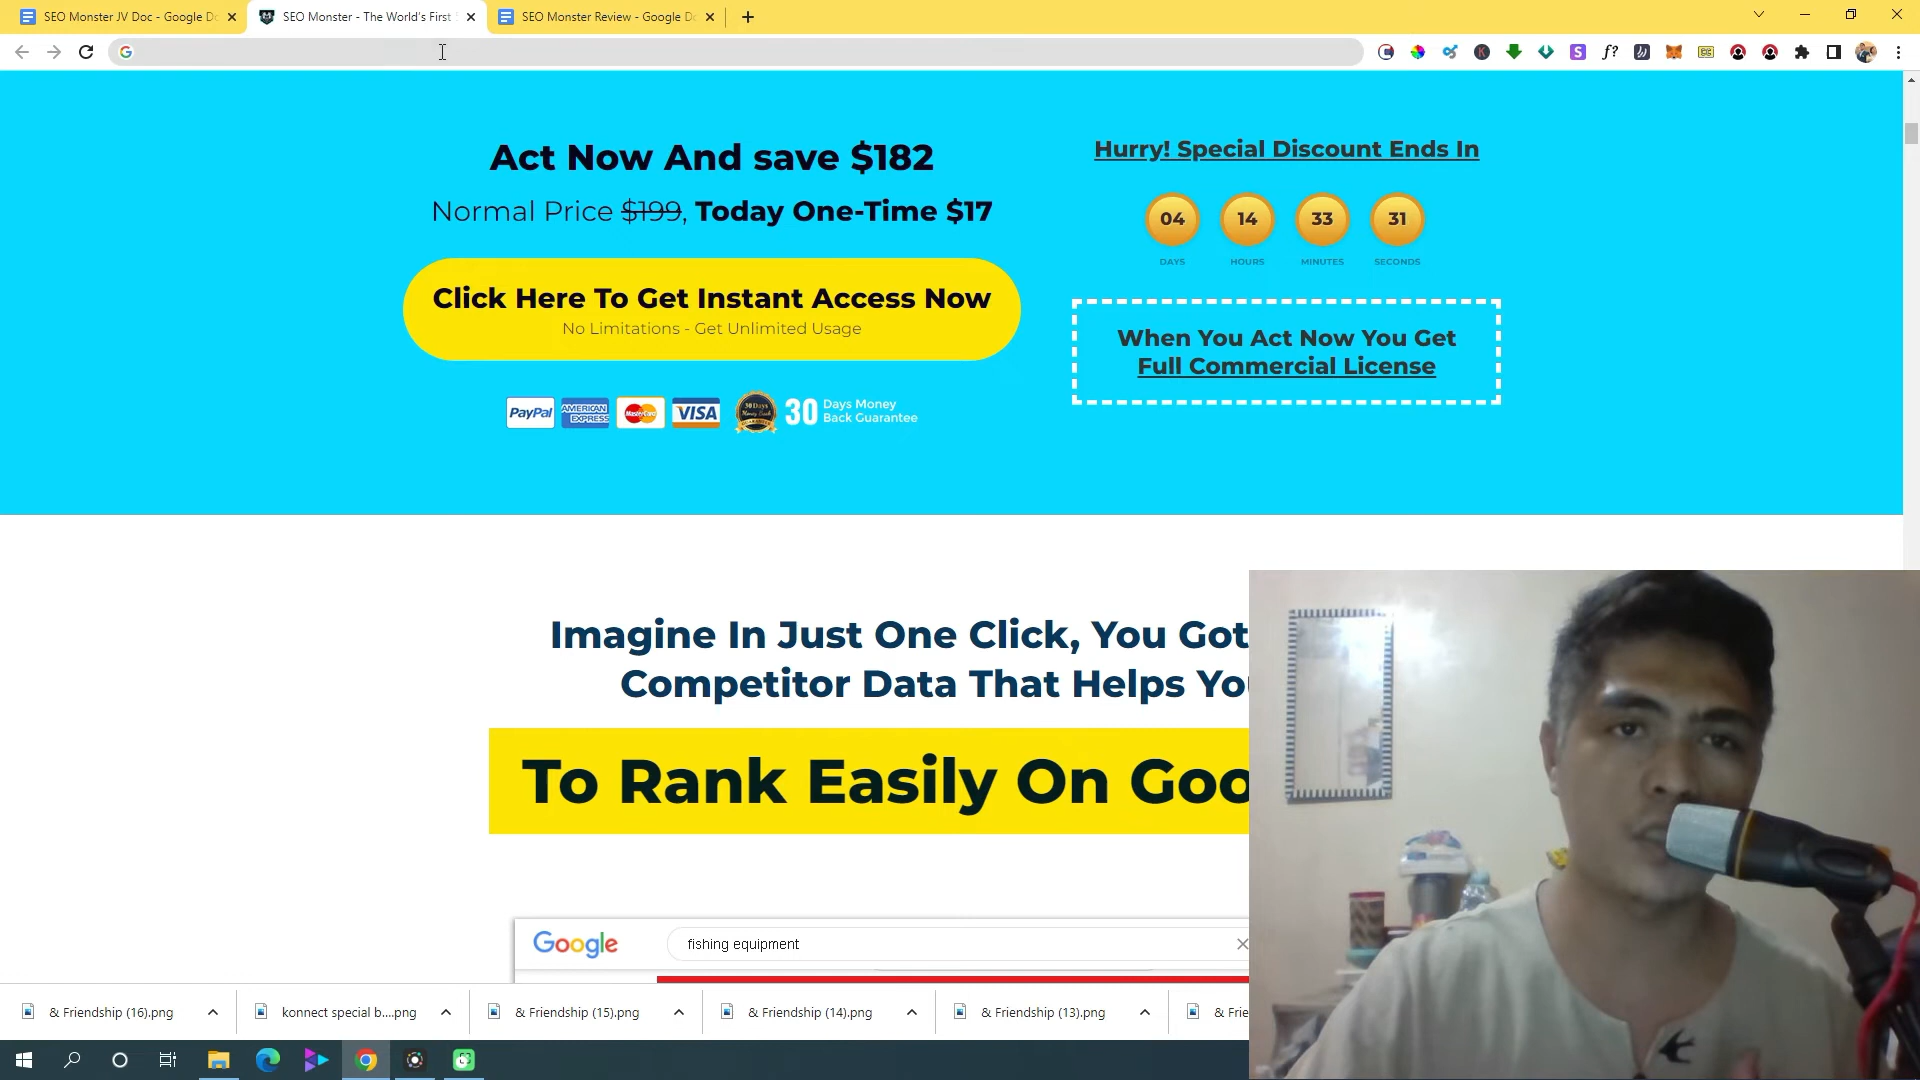 SEO Monster JV Doc - Google Do
SEO Monster - The World's First
SEO Monster Review - Google Do
Act Now And save $182
Normal Price $199, Today One-Time $17
Click Here To Get Instant Access Now
No Limitations - Get Unlimited Usage
PayPal
AMERICAN EXPRESS
MasterCard
VISA
30 Days Money Back Guarantee
Hurry! Special Discount Ends In
04 14 33 31
DAYS HOURS MINUTES SECONDS
When You Act Now You Get
Full Commercial License
Imagine In Just One Click, You Got
Competitor Data That Helps You
To Rank Easily On Goo
Google
fishing equipment
& Friendship (16).png
konnect special b....png
& Friendship (15).png
& Friendship (14).png
& Friendship (13).png
& Frie